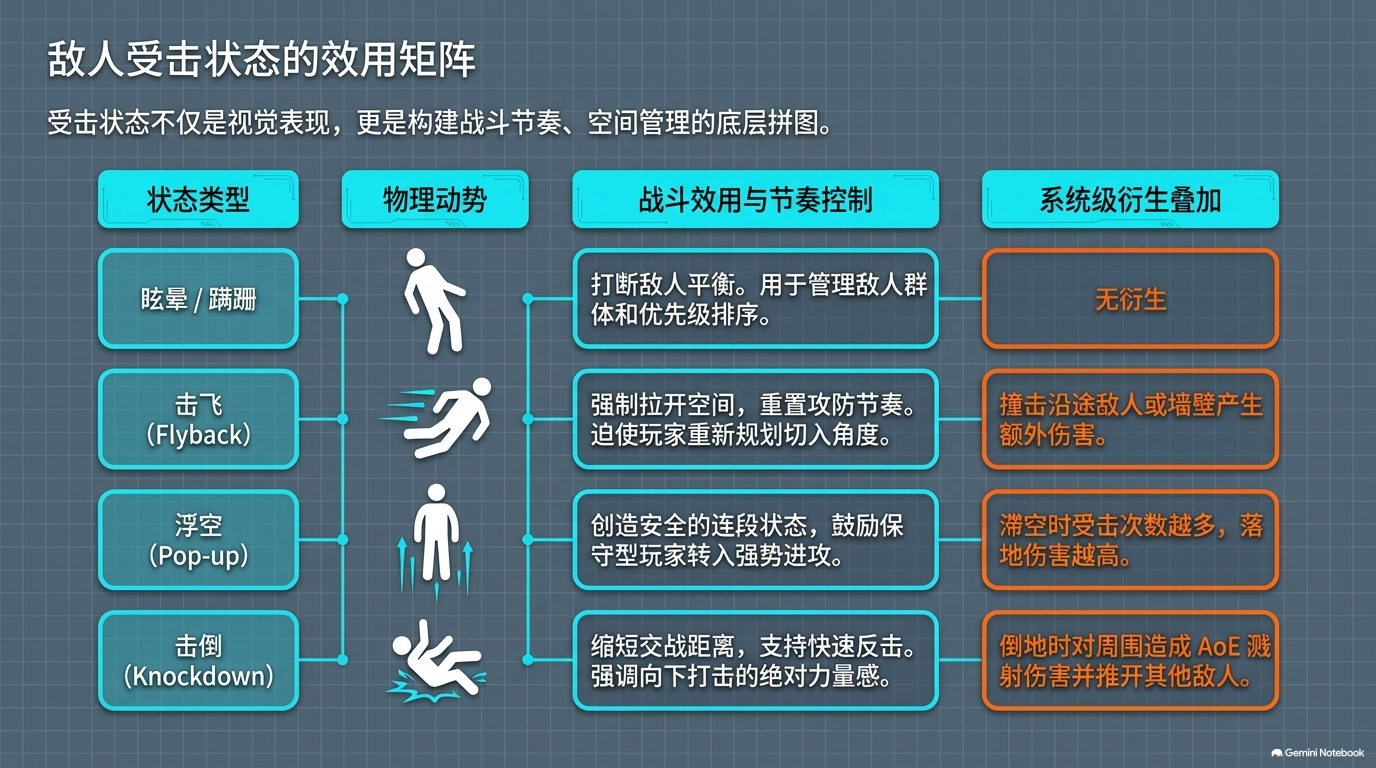 敌人受击状态的效用矩阵
受击状态不仅是视觉表现，更是构建战斗节奏、空间管理的底层拼图。
状态类型
物理动势
战斗效用与节奏控制
系统级衍生叠加
眩晕 / 蹒跚
打断敌人平衡。用于管理敌人群
体和优先级排序。
无衍生
击飞
（Flyback）
强制拉开空间，重置攻防节奏。
迫使玩家重新规划切入角度。
撞击沿途敌人或墙壁产生
额外伤害。
浮空
（Pop-up）
创造安全的连段状态，鼓励保
守型玩家转入强势进攻。
滞空时受击次数越多，落
地伤害越高。
击倒
（Knockdown）
缩短交战距离，支持快速反击。
强调向下打击的绝对力量感。
倒地时对周围造成 AoE 溅
射伤害并推开其他敌人。
Gemini Notebook